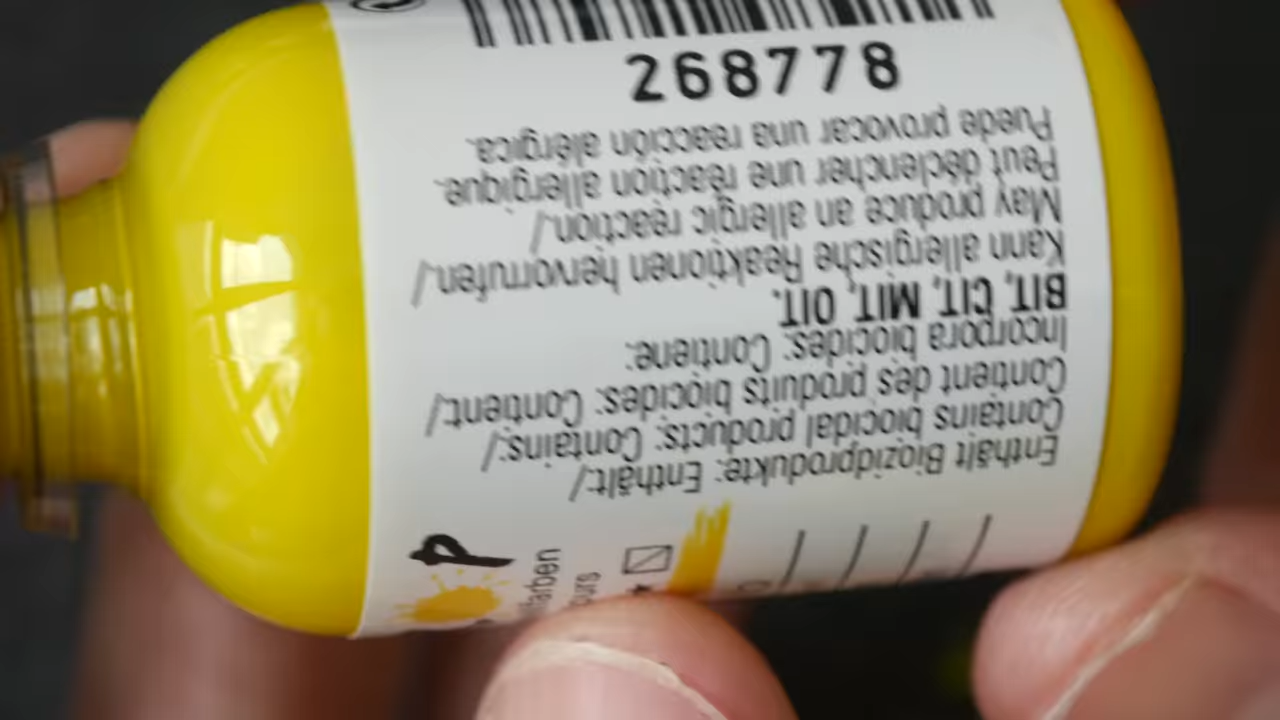 268778
Enthält Biozidprodukte: Enthält:/
Contains biocidal products: Contains:/
Contient des produits biocides: Contient:/
Incorpora biocides: Contiene:
BIT, CIT, MIT, OIT.
Kann allergische Reaktionen hervorrufen./
May produce an allergic reaction./
Peut déclencher une réaction allergique.
Puede provocar una reacción alérgica.